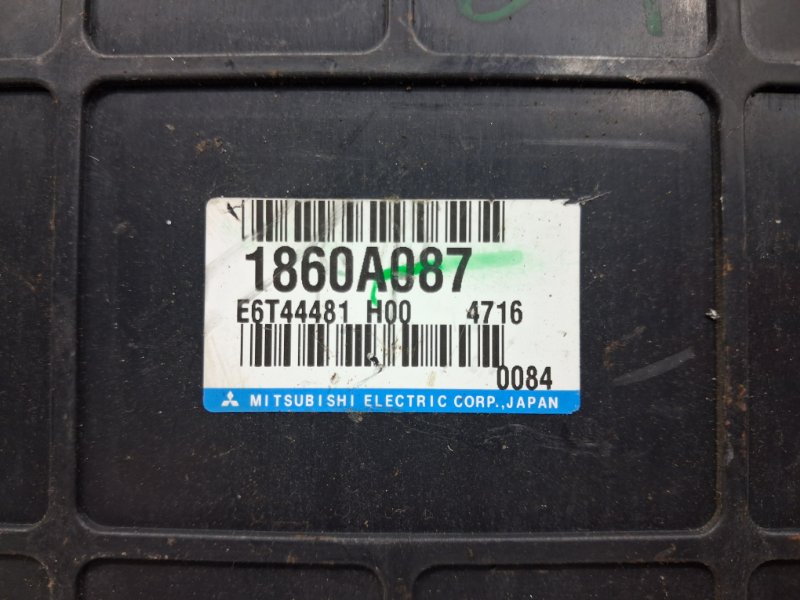 1860A087
E6T44481 H00 4716
0084
MITSUBISHI ELECTRIC CORP.,JAPAN